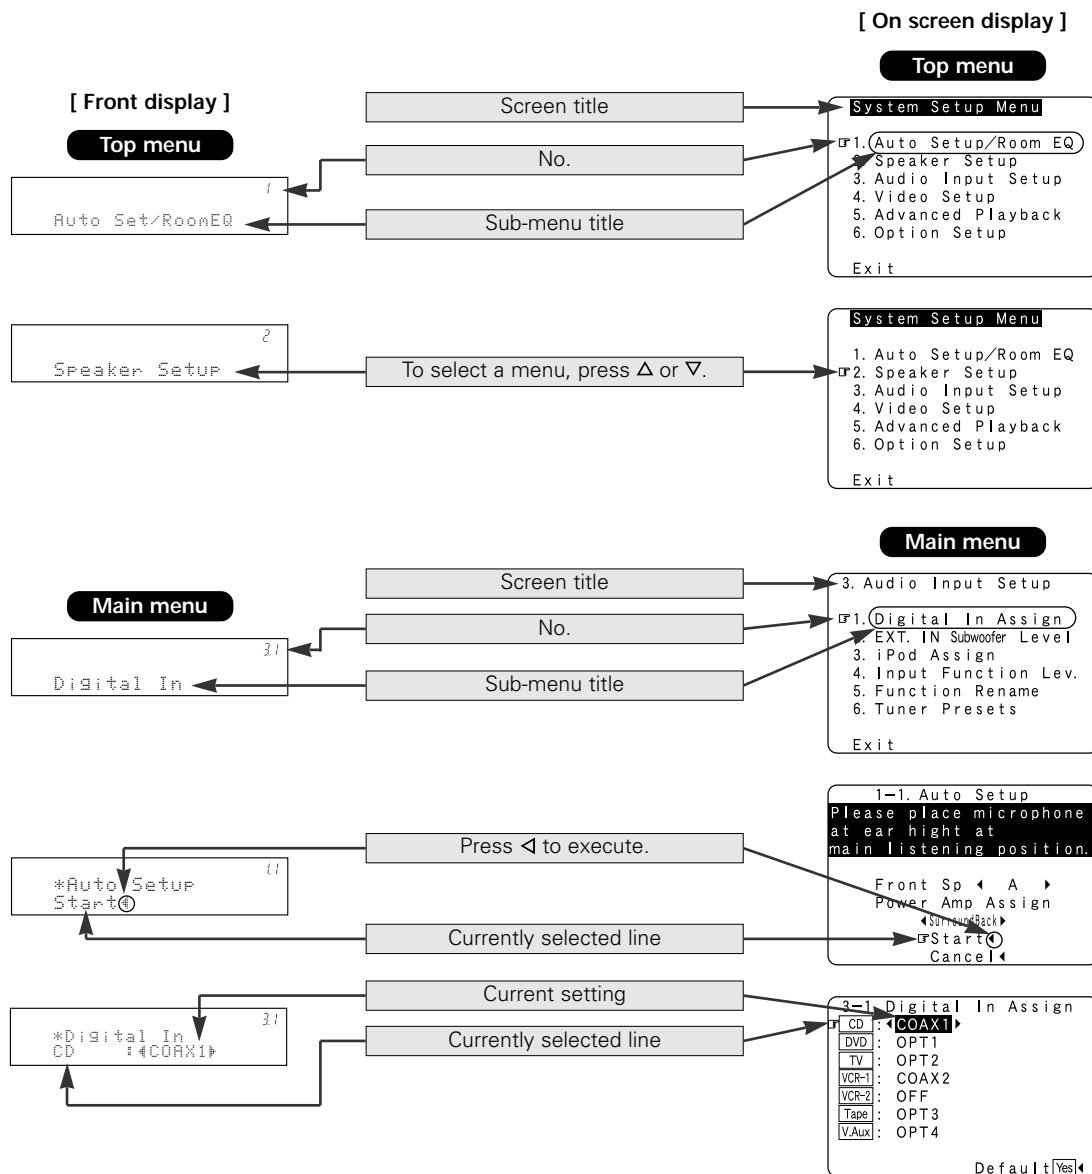 [ On screen display ]
Top menu
[ Front display ]
Top menu
Screen title
No.
Sub-menu title
1
Auto Set/RoomEQ
System Setup Menu
☞1. Auto Setup/Room EQ
2. Speaker Setup
3. Audio Input Setup
4. Video Setup
5. Advanced Playback
6. Option Setup
Exit
2
Speaker Setup
To select a menu, press △ or ▽.
System Setup Menu
1. Auto Setup/Room EQ
☞2. Speaker Setup
3. Audio Input Setup
4. Video Setup
5. Advanced Playback
6. Option Setup
Exit
Main menu
Main menu
Screen title
No.
Sub-menu title
3.1
Digital In
3. Audio Input Setup
☞1. Digital In Assign
2. EXT. IN Subwoofer Level
3. iPod Assign
4. Input Function Lev.
5. Function Rename
6. Tuner Presets
Exit
Press ◁ to execute.
Currently selected line
1.1
*Auto Setup
Start◀
1-1. Auto Setup
Please place microphone
at ear hight at
main listening position.
Front Sp ◀ A ▶
Power Amp Assign
◀SurroundBack▶
☞Start◀
Cancel◀
Current setting
Currently selected line
3.1
*Digital In
CD :◀COAX1▶
3-1 Digital In Assign
☞CD : ◀COAX1▶
DVD : OPT1
TV : OPT2
VCR-1 : COAX2
VCR-2 : OFF
Tape : OPT3
V.Aux : OPT4
Default Yes◀